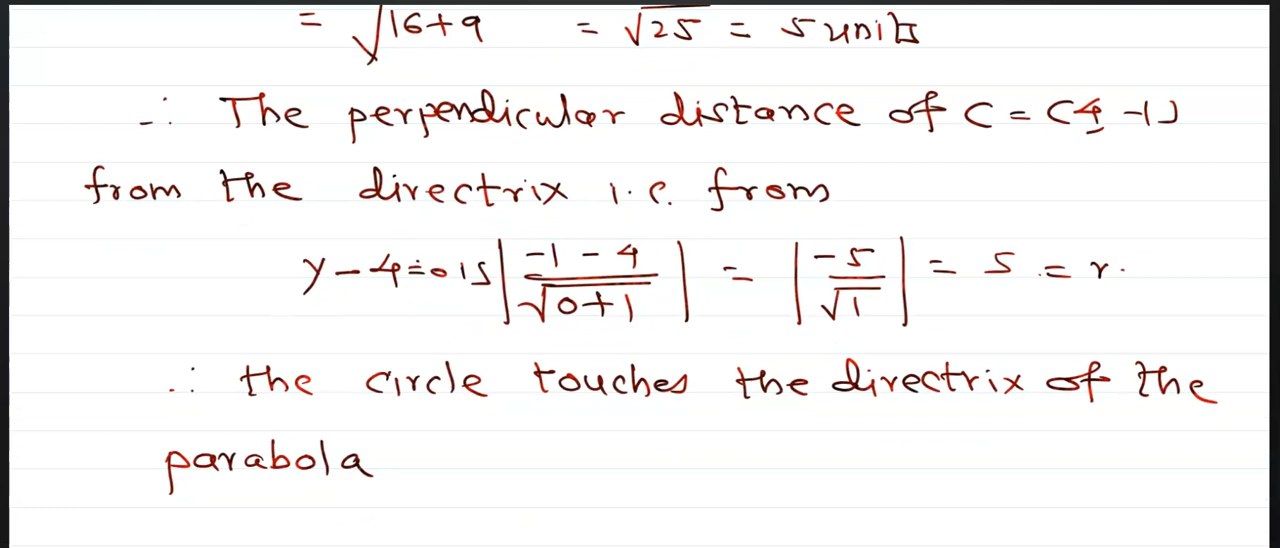 = √16+9 = √25 = 5 units
∴ The perpendicular distance of C = (4, -1)
from the directrix i.e. from
y - 4 = 0 is |(-1 - 4)/√(0+1)| = |-5/√1| = 5 = r.
∴ the circle touches the directrix of the
parabola